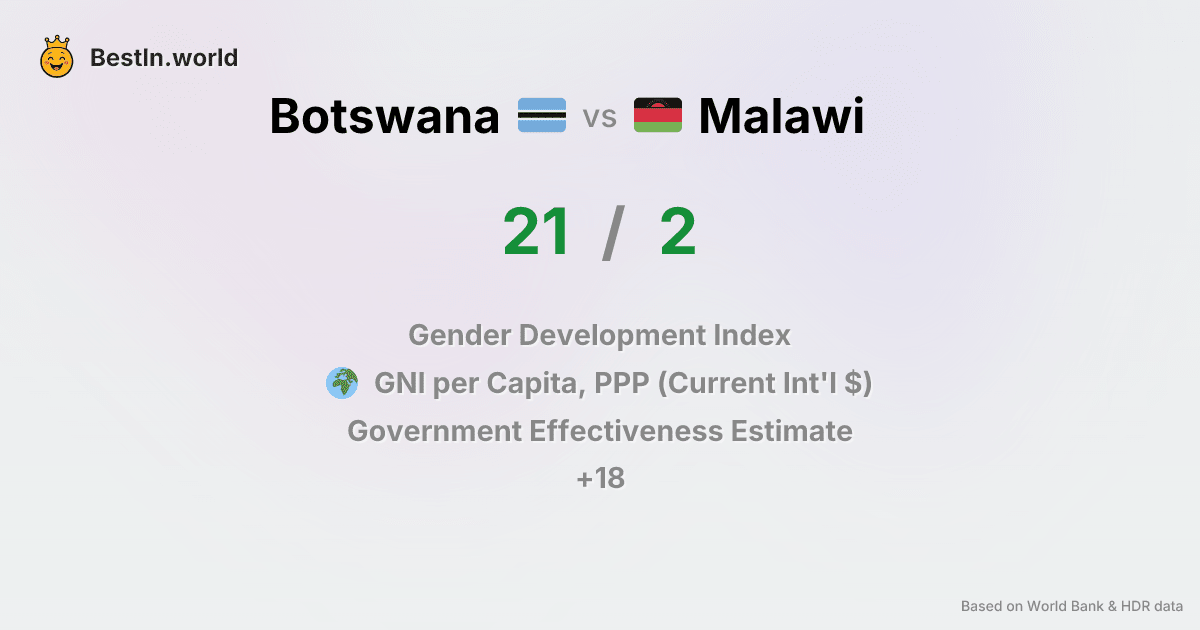 BestIn.world
Botswana vs Malawi
21 / 2
Gender Development Index
GNI per Capita, PPP (Current Int'l $)
Government Effectiveness Estimate
+18
Based on World Bank & HDR data